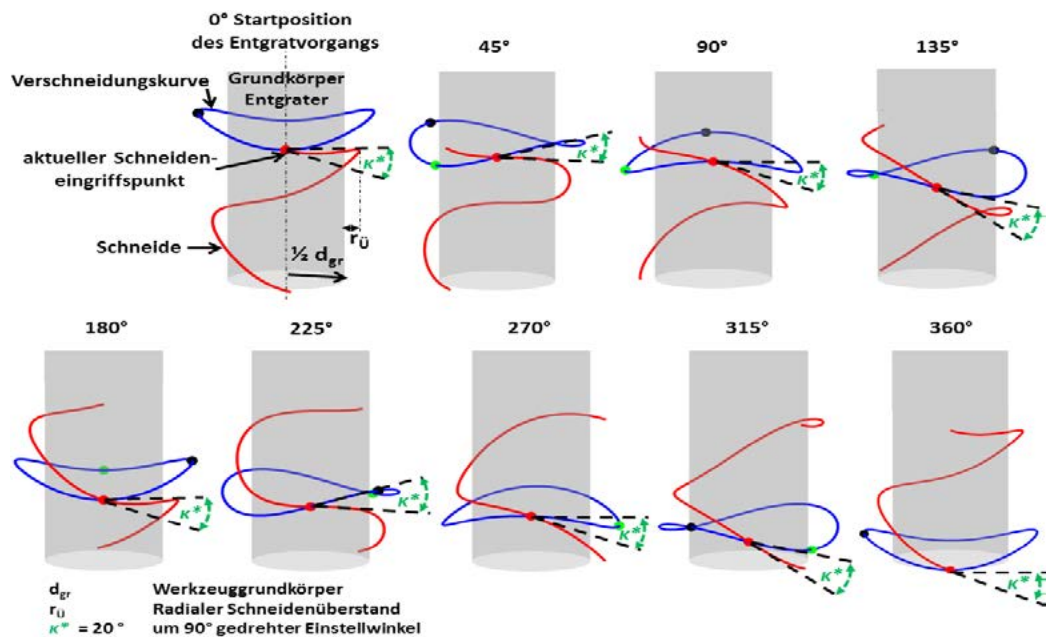 0° Startposition
des Entgratvorgangs
45°
90°
135°
Verschneidungskurve
Grundkörper
Entgrater
aktueller Schneiden-
eingriffspunkt
κ*
κ*
κ*
κ*
Schneide
rÜ
½ dgr
180°
225°
270°
315°
360°
κ*
κ*
κ*
κ*
κ*
dgr Werkzeuggrundkörper
rÜ Radialer Schneidenüberstand
κ* = 20 ° um 90° gedrehter Einstellwinkel